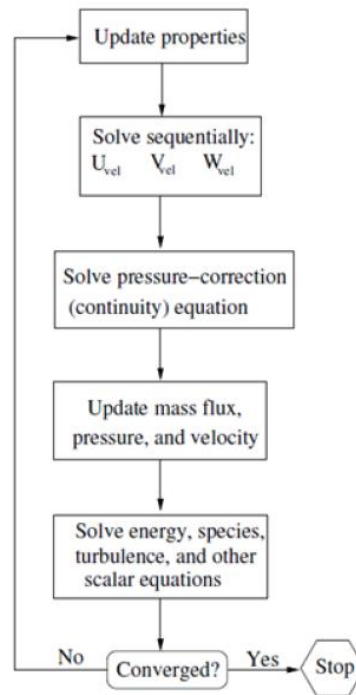 Update properties
Solve sequentially:
U_vel V_vel W_vel
Solve pressure−correction
(continuity) equation
Update mass flux,
pressure, and velocity
Solve energy, species,
turbulence, and other
scalar equations
No
Converged?
Yes
Stop